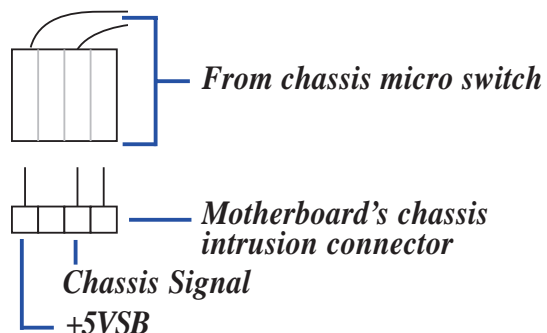 From chassis micro switch
Motherboard’s chassis
intrusion connector
Chassis Signal
+5VSB